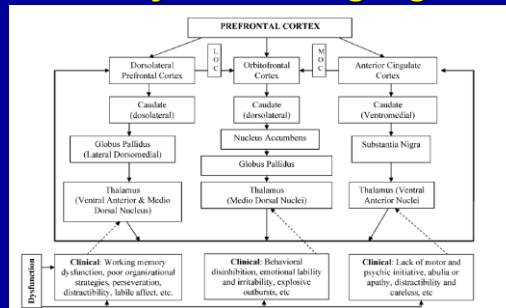 PREFRONTAL CORTEX
Dorsolateral
Prefrontal Cortex
LOC
Orbitofrontal
Cortex
MOC
Anterior Cingulate
Cortex
Caudate
(dosolateral)
Caudate
(dorsolateral)
Caudate
(Ventromedial)
Globus Pallidus
(Lateral Dorsomedial)
Nucleus Accumbens
Globus Pallidus
Substantia Nigra
Thalamus
(Ventral Anterior & Medio
Dorsal Nucleus)
Thalamus
(Medio Dorsal Nuclei)
Thalamus (Ventral
Anterior Nuclei
Dysfunction
Clinical: Working memory
dysfunction, poor organizational
strategies, perseveration,
distractibility, labile affect, etc.
Clinical: Behavioral
disinhibition, emotional lability
and irritability, explosive
outbursts, etc
Clinical: Lack of motor and
psychic initiative, abulia or
apathy, distractibility and
careless, etc